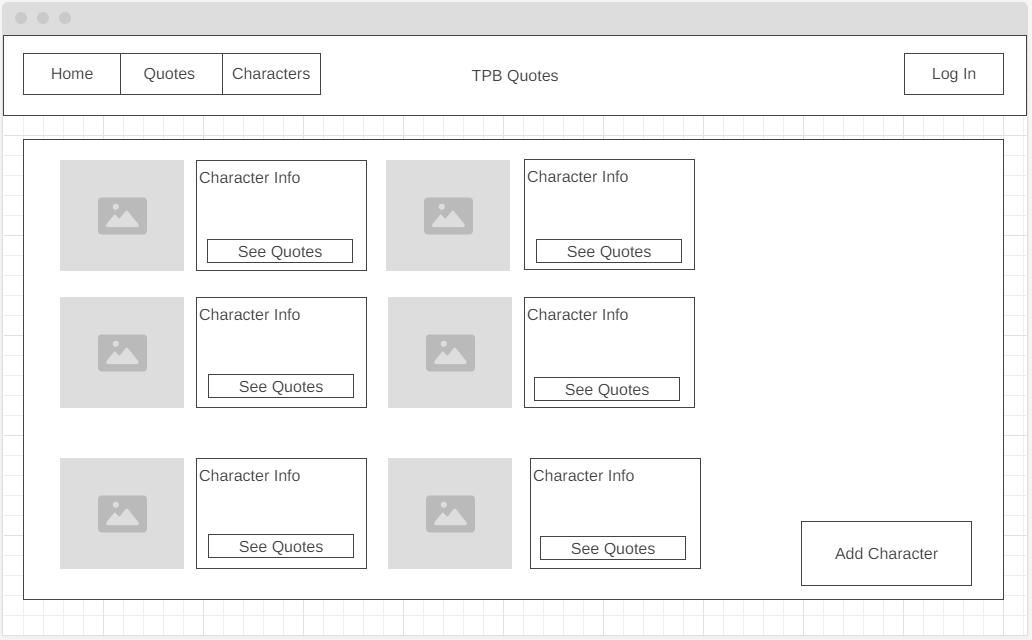 Home
Quotes
Characters
TPB Quotes
Log In
Character Info
See Quotes
Character Info
See Quotes
Character Info
See Quotes
Character Info
See Quotes
Character Info
See Quotes
Character Info
See Quotes
Add Character